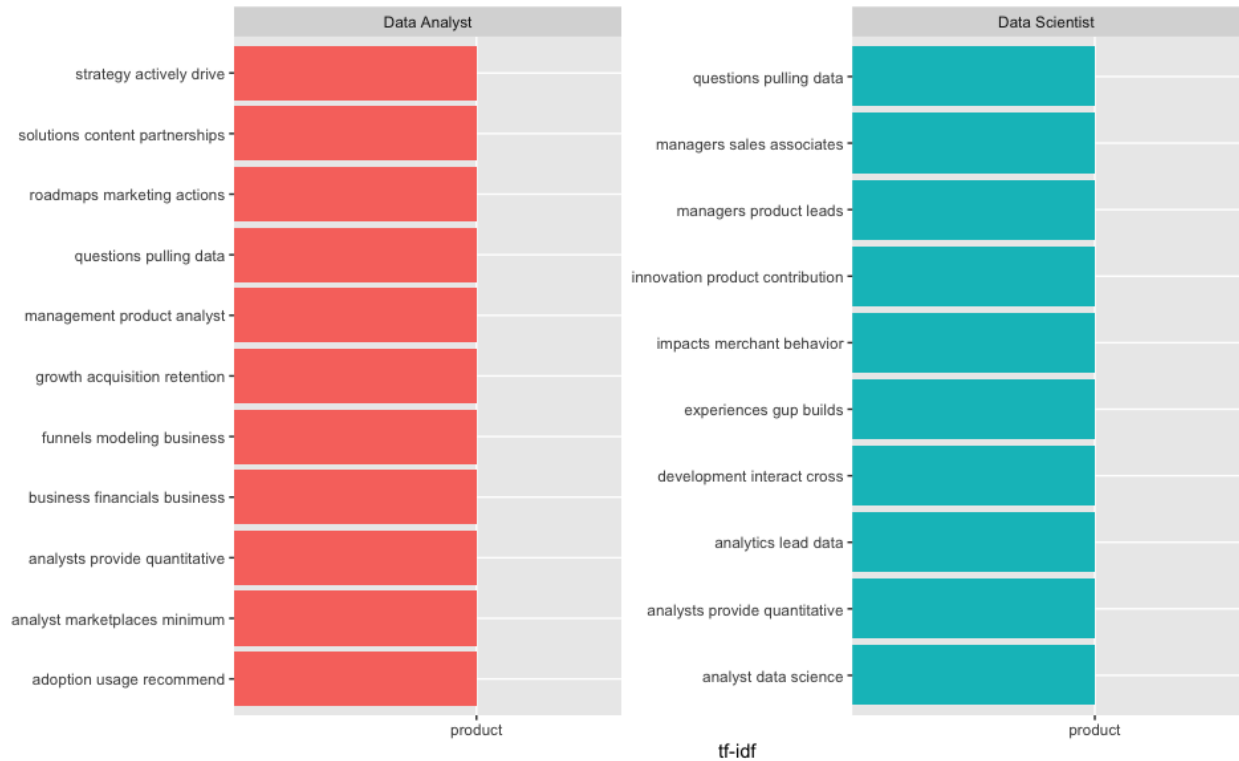 Data Analyst
strategy actively drive
solutions content partnerships
roadmaps marketing actions
questions pulling data
management product analyst
growth acquisition retention
funnels modeling business
business financials business
analysts provide quantitative
analyst marketplaces minimum
adoption usage recommend
product
Data Scientist
questions pulling data
managers sales associates
managers product leads
innovation product contribution
impacts merchant behavior
experiences gup builds
development interact cross
analytics lead data
analysts provide quantitative
analyst data science
product
tf-idf